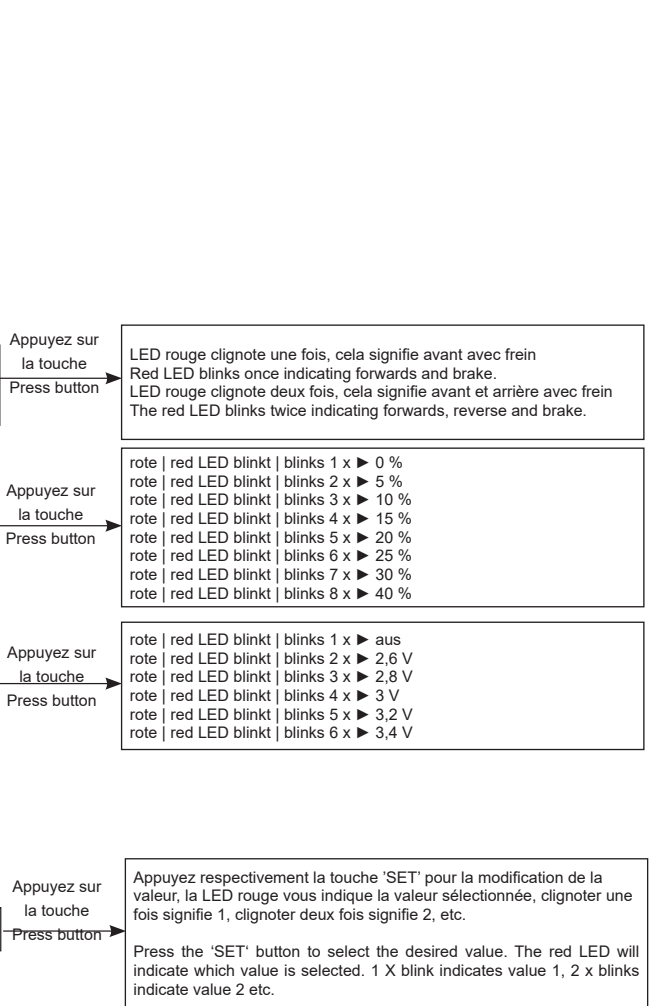 Appuyez sur
la touche
Press button
LED rouge clignote une fois, cela signifie avant avec frein
Red LED blinks once indicating forwards and brake.
LED rouge clignote deux fois, cela signifie avant et arrière avec frein
The red LED blinks twice indicating forwards, reverse and brake.
Appuyez sur
la touche
Press button
rote | red LED blinkt | blinks 1 x ► 0 %
rote | red LED blinkt | blinks 2 x ► 5 %
rote | red LED blinkt | blinks 3 x ► 10 %
rote | red LED blinkt | blinks 4 x ► 15 %
rote | red LED blinkt | blinks 5 x ► 20 %
rote | red LED blinkt | blinks 6 x ► 25 %
rote | red LED blinkt | blinks 7 x ► 30 %
rote | red LED blinkt | blinks 8 x ► 40 %
Appuyez sur
la touche
Press button
rote | red LED blinkt | blinks 1 x ► aus
rote | red LED blinkt | blinks 2 x ► 2,6 V
rote | red LED blinkt | blinks 3 x ► 2,8 V
rote | red LED blinkt | blinks 4 x ► 3 V
rote | red LED blinkt | blinks 5 x ► 3,2 V
rote | red LED blinkt | blinks 6 x ► 3,4 V
Appuyez sur
la touche
Press button
Appuyez respectivement la touche ’SET’ pour la modification de la
valeur, la LED rouge vous indique la valeur sélectionnée, clignoter une
fois signifie 1, clignoter deux fois signifie 2, etc.
Press the ‘SET‘ button to select the desired value. The red LED will
indicate which value is selected. 1 X blink indicates value 1, 2 x blinks
indicate value 2 etc.